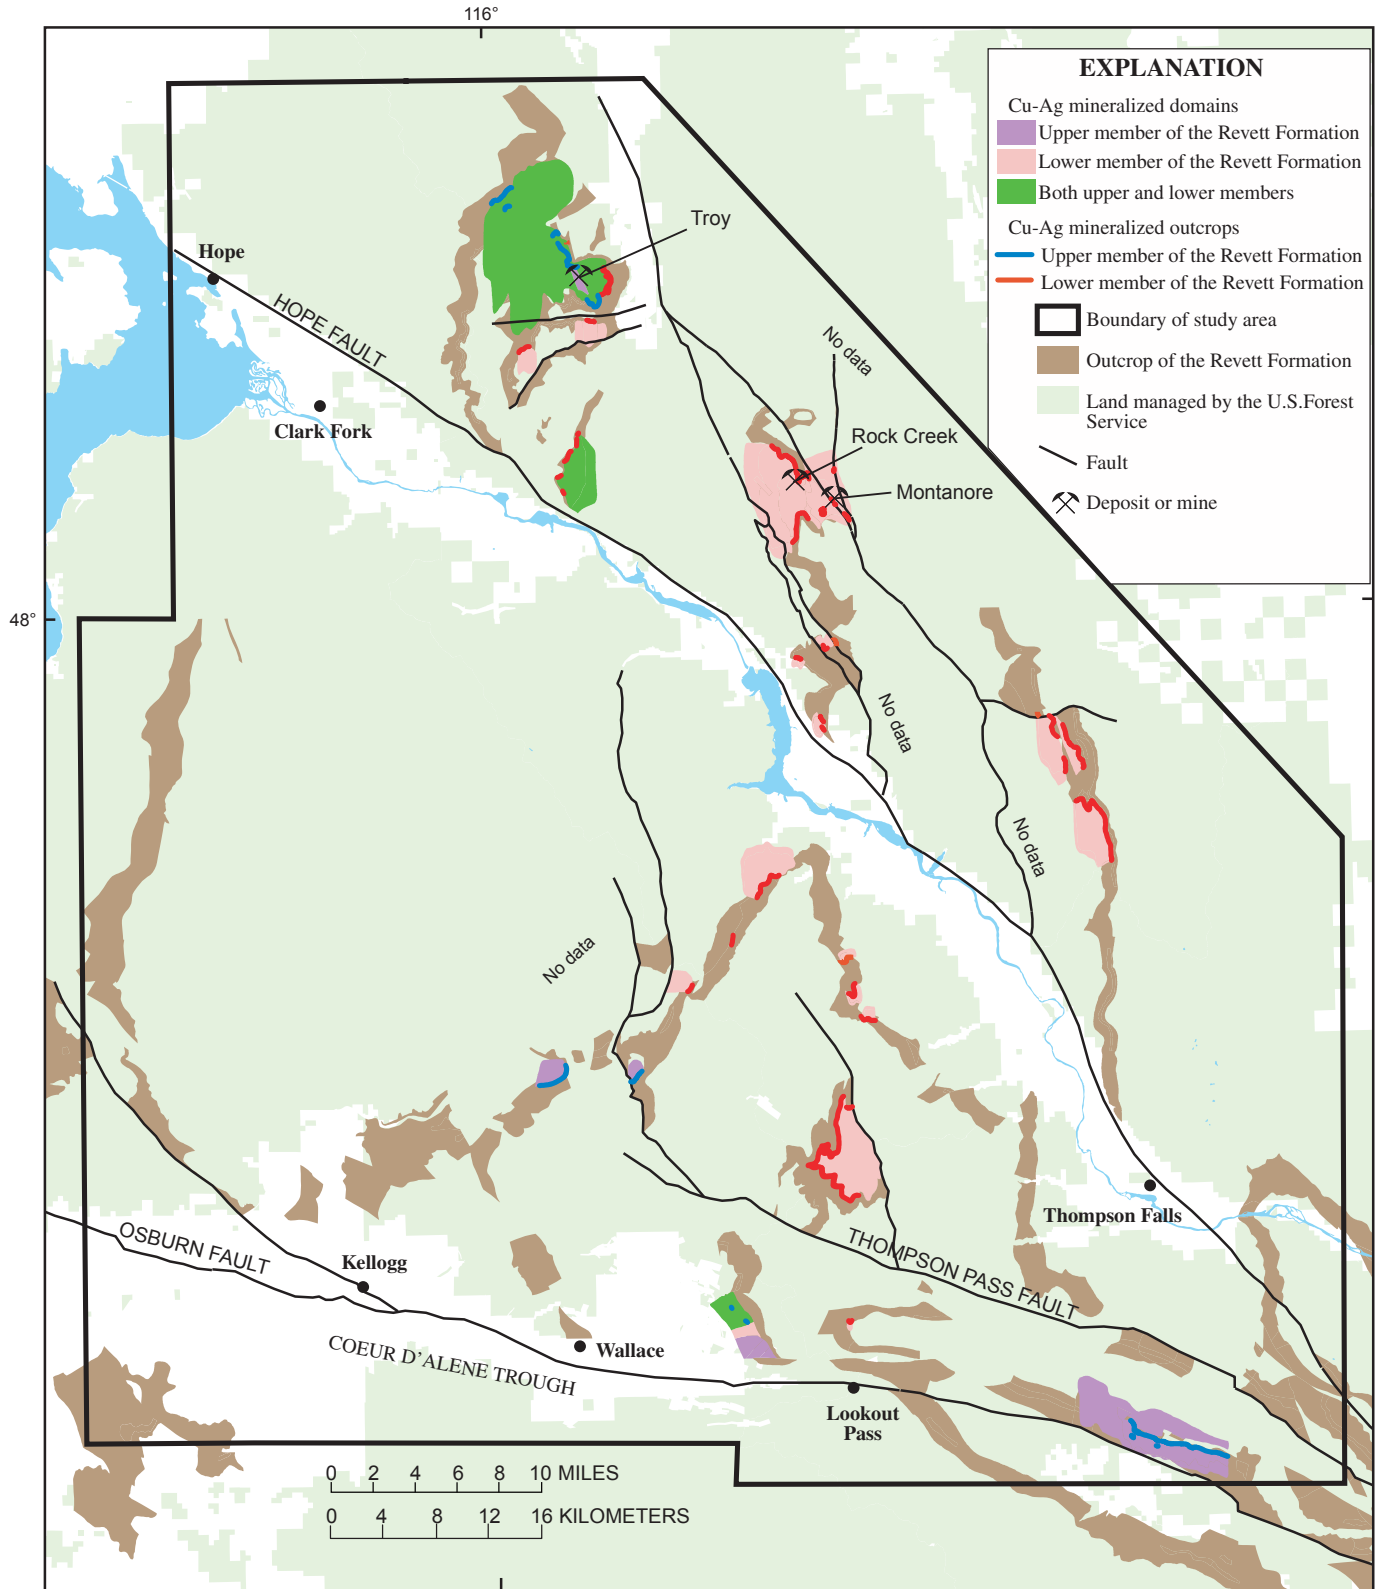 116°
EXPLANATION
Cu-Ag mineralized domains
Upper member of the Revett Formation
Lower member of the Revett Formation
Both upper and lower members
Cu-Ag mineralized outcrops
Upper member of the Revett Formation
Lower member of the Revett Formation
Boundary of study area
Outcrop of the Revett Formation
Land managed by the U.S.Forest
Service
Fault
Deposit or mine
Troy
Hope
HOPE FAULT
No data
Clark Fork
Rock Creek
Montanore
48°
No data
No data
No data
Thompson Falls
OSBURN FAULT
Kellogg
THOMPSON PASS FAULT
COEUR D'ALENE TROUGH
Wallace
Lookout
Pass
0 2 4 6 8 10 MILES
0 4 8 12 16 KILOMETERS